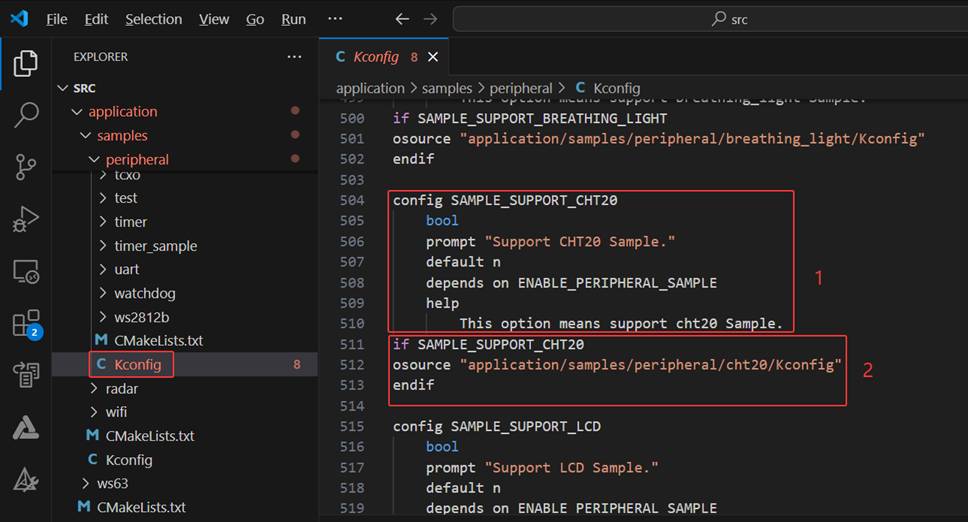 File Edit Selection View Go Run ··· ← → src
EXPLORER ···
Kconfig 8 ×
SRC
application
samples
peripheral
tcxo
test
timer
timer_sample
uart
watchdog
ws2812b
CMakeLists.txt
Kconfig 8
radar
wifi
CMakeLists.txt
Kconfig
ws63
CMakeLists.txt
2
application > samples > peripheral > C Kconfig
499 This option means support breathing_light Sample.
500 if SAMPLE_SUPPORT_BREATHING_LIGHT
501 osource "application/samples/peripheral/breathing_light/Kconfig"
502 endif
503
504 config SAMPLE_SUPPORT_CHT20
505 bool
506 prompt "Support CHT20 Sample."
507 default n
508 depends on ENABLE_PERIPHERAL_SAMPLE
509 help
510 This option means support cht20 Sample.
1
511 if SAMPLE_SUPPORT_CHT20
512 osource "application/samples/peripheral/cht20/Kconfig"
513 endif
2
514
515 config SAMPLE_SUPPORT_LCD
516 bool
517 prompt "Support LCD Sample."
518 default n
519 depends on ENABLE_PERIPHERAL_SAMPLE